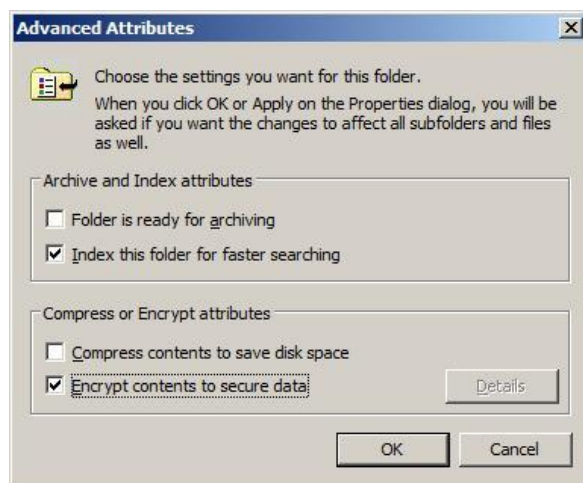 Advanced Attributes
Choose the settings you want for this folder.
When you click OK or Apply on the Properties dialog, you will be
asked if you want the changes to affect all subfolders and files
as well.
Archive and Index attributes
Folder is ready for archiving
Index this folder for faster searching
Compress or Encrypt attributes
Compress contents to save disk space
Encrypt contents to secure data
Details
OK
Cancel